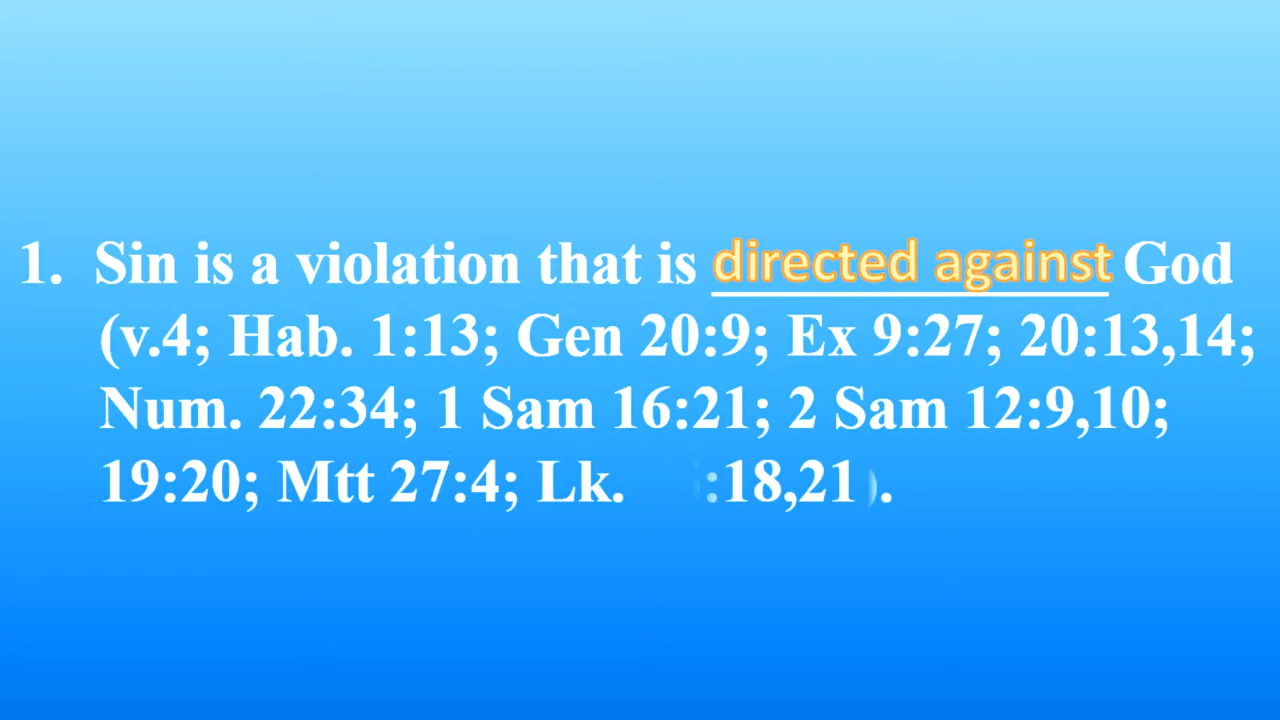 1. Sin is a violation that is directed against God
(v.4; Hab. 1:13; Gen 20:9; Ex 9:27; 20:13,14;
Num. 22:34; 1 Sam 16:21; 2 Sam 12:9,10;
19:20; Mtt 27:4; Lk. :18,21 ).